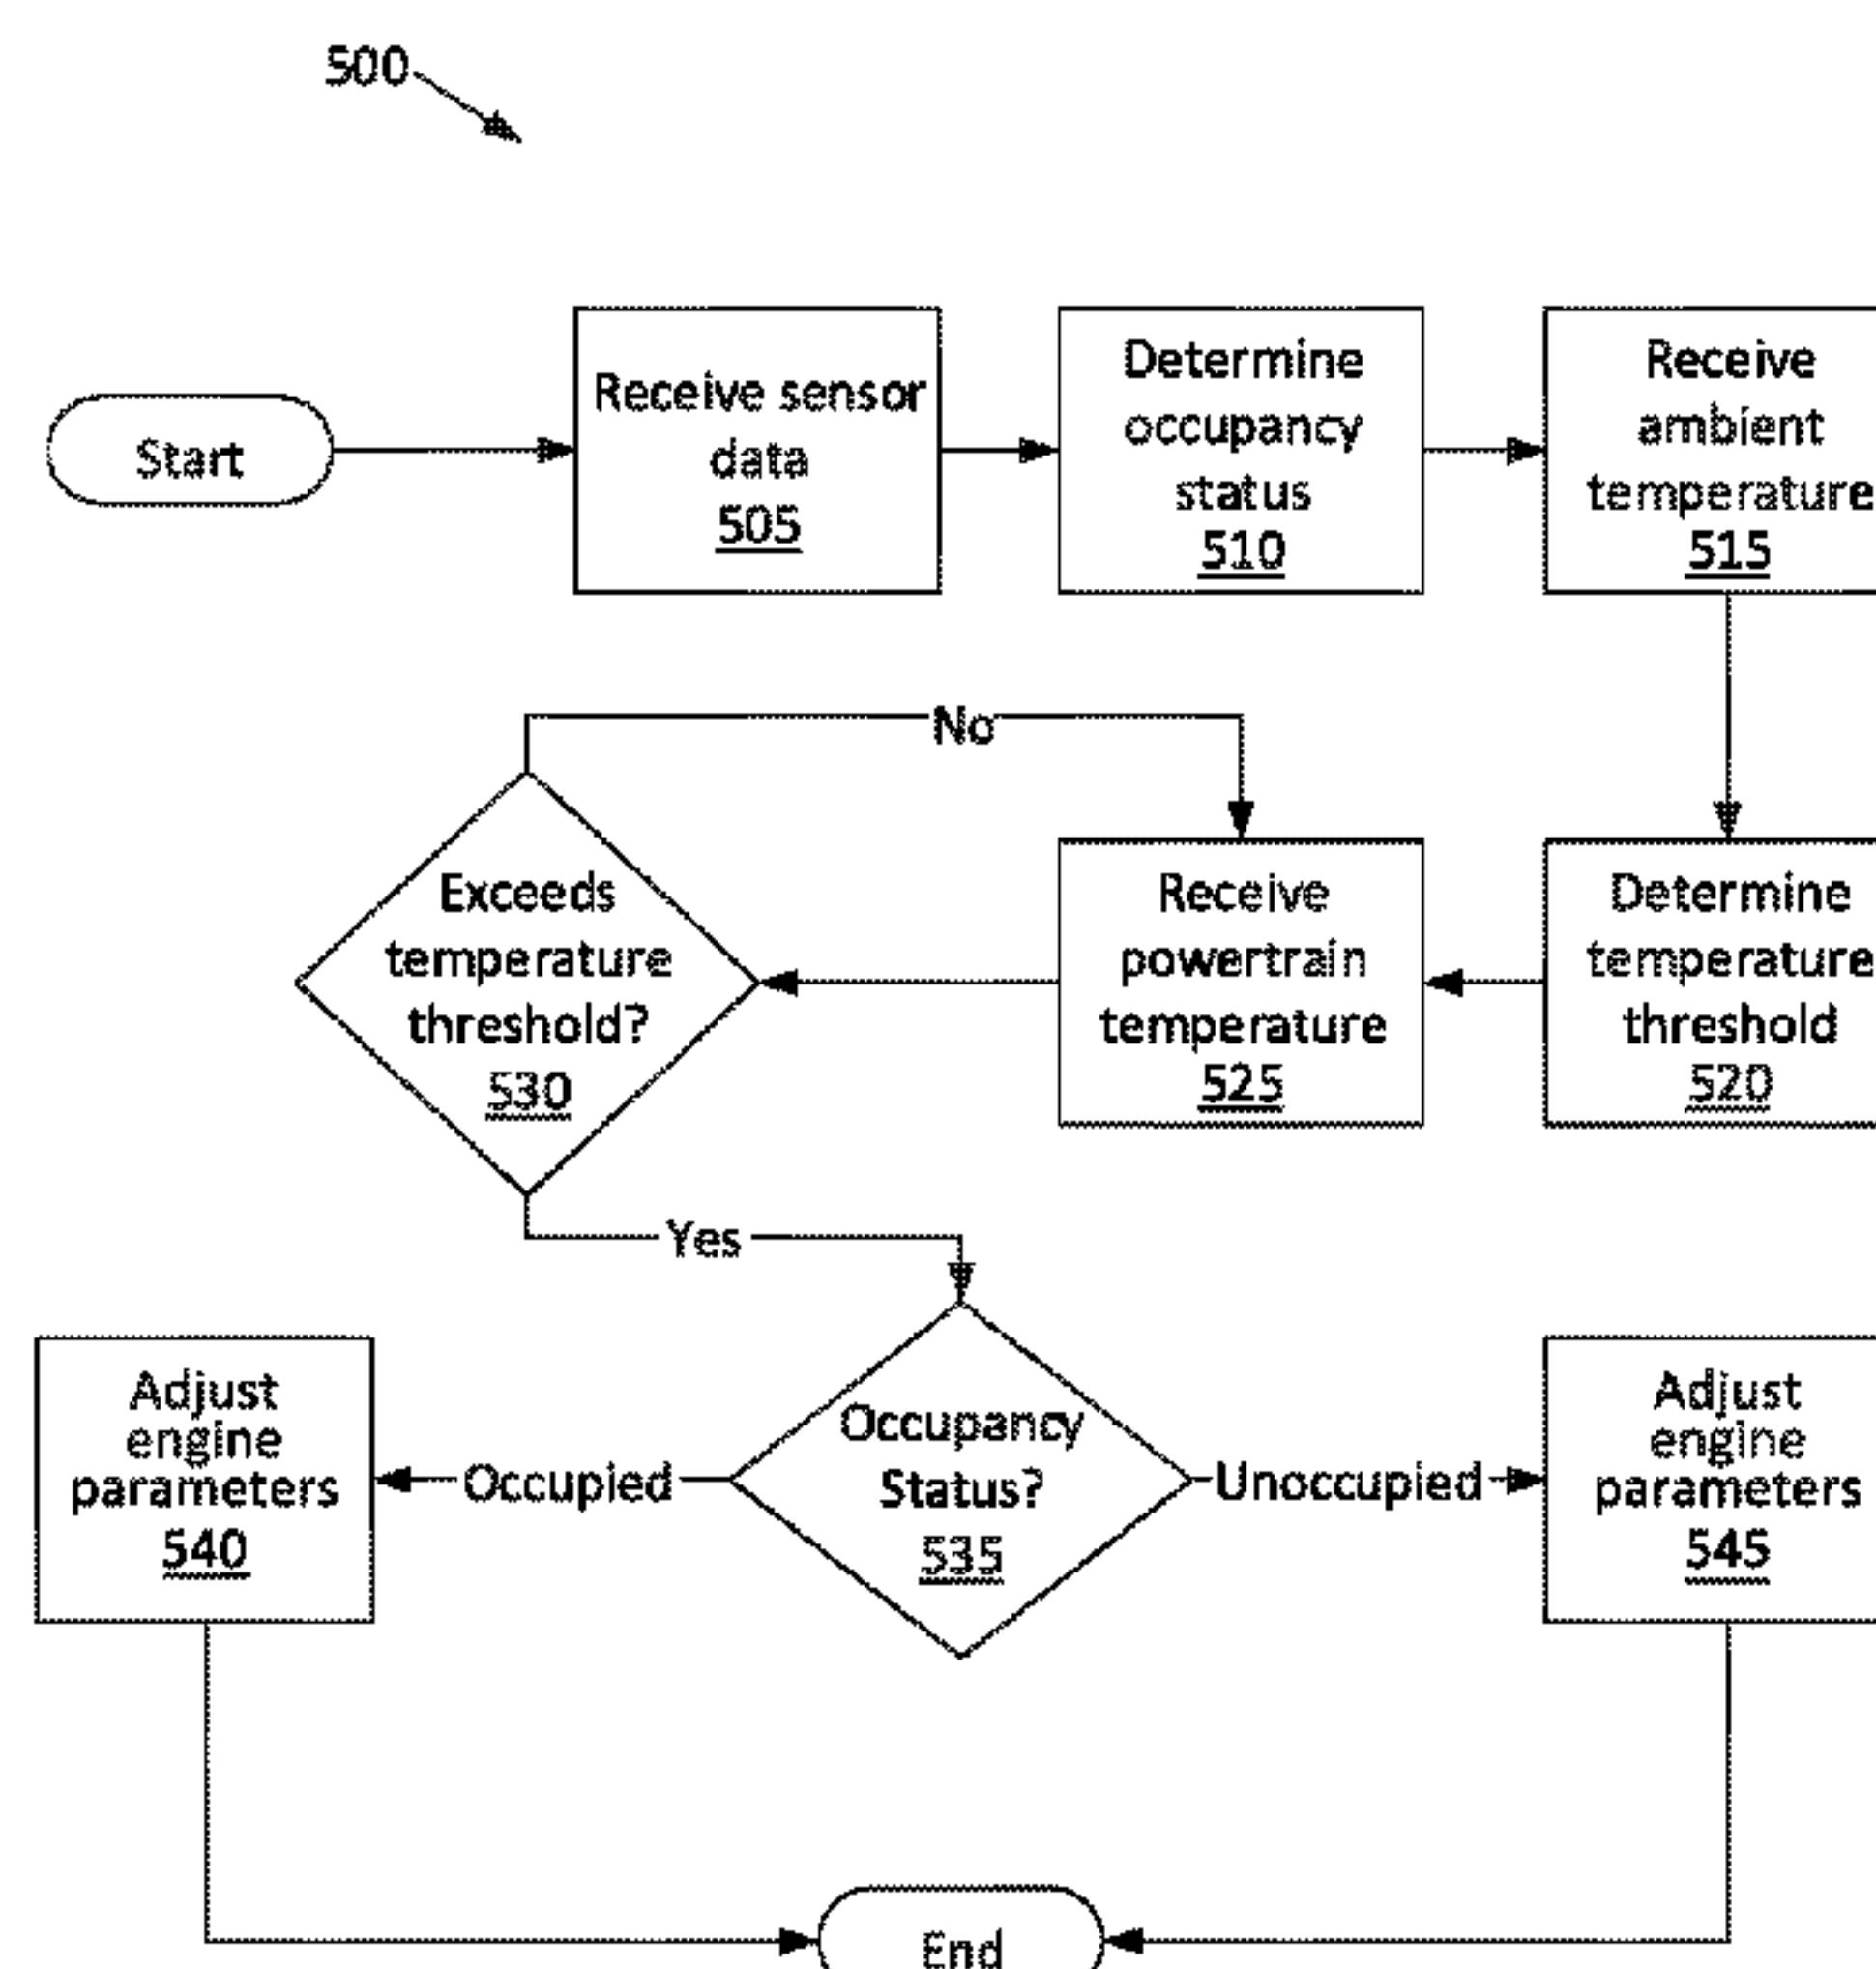 500
Start
Receive sensor
data
505
Determine
occupancy
status
510
Receive
ambient
temperature
515
No
Exceeds
temperature
threshold?
530
Receive
powertrain
temperature
525
Determine
temperature
threshold
520
Yes
Adjust
engine
parameters
540
Occupied
Occupancy
Status?
535
Unoccupied
Adjust
engine
parameters
545
End